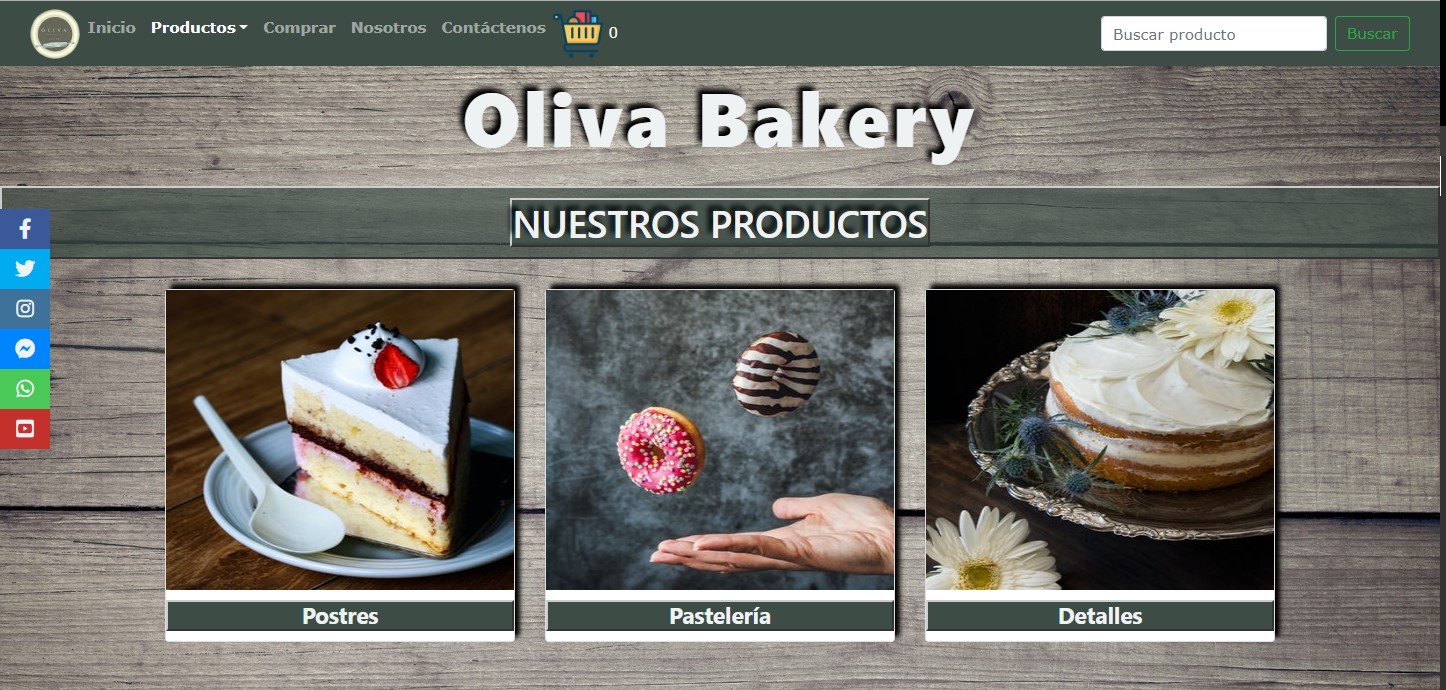 OLIVA
Inicio Productos Comprar Nosotros Contáctenos 0 Buscar producto Buscar
Oliva Bakery
NUESTROS PRODUCTOS
Postres Pastelería Detalles